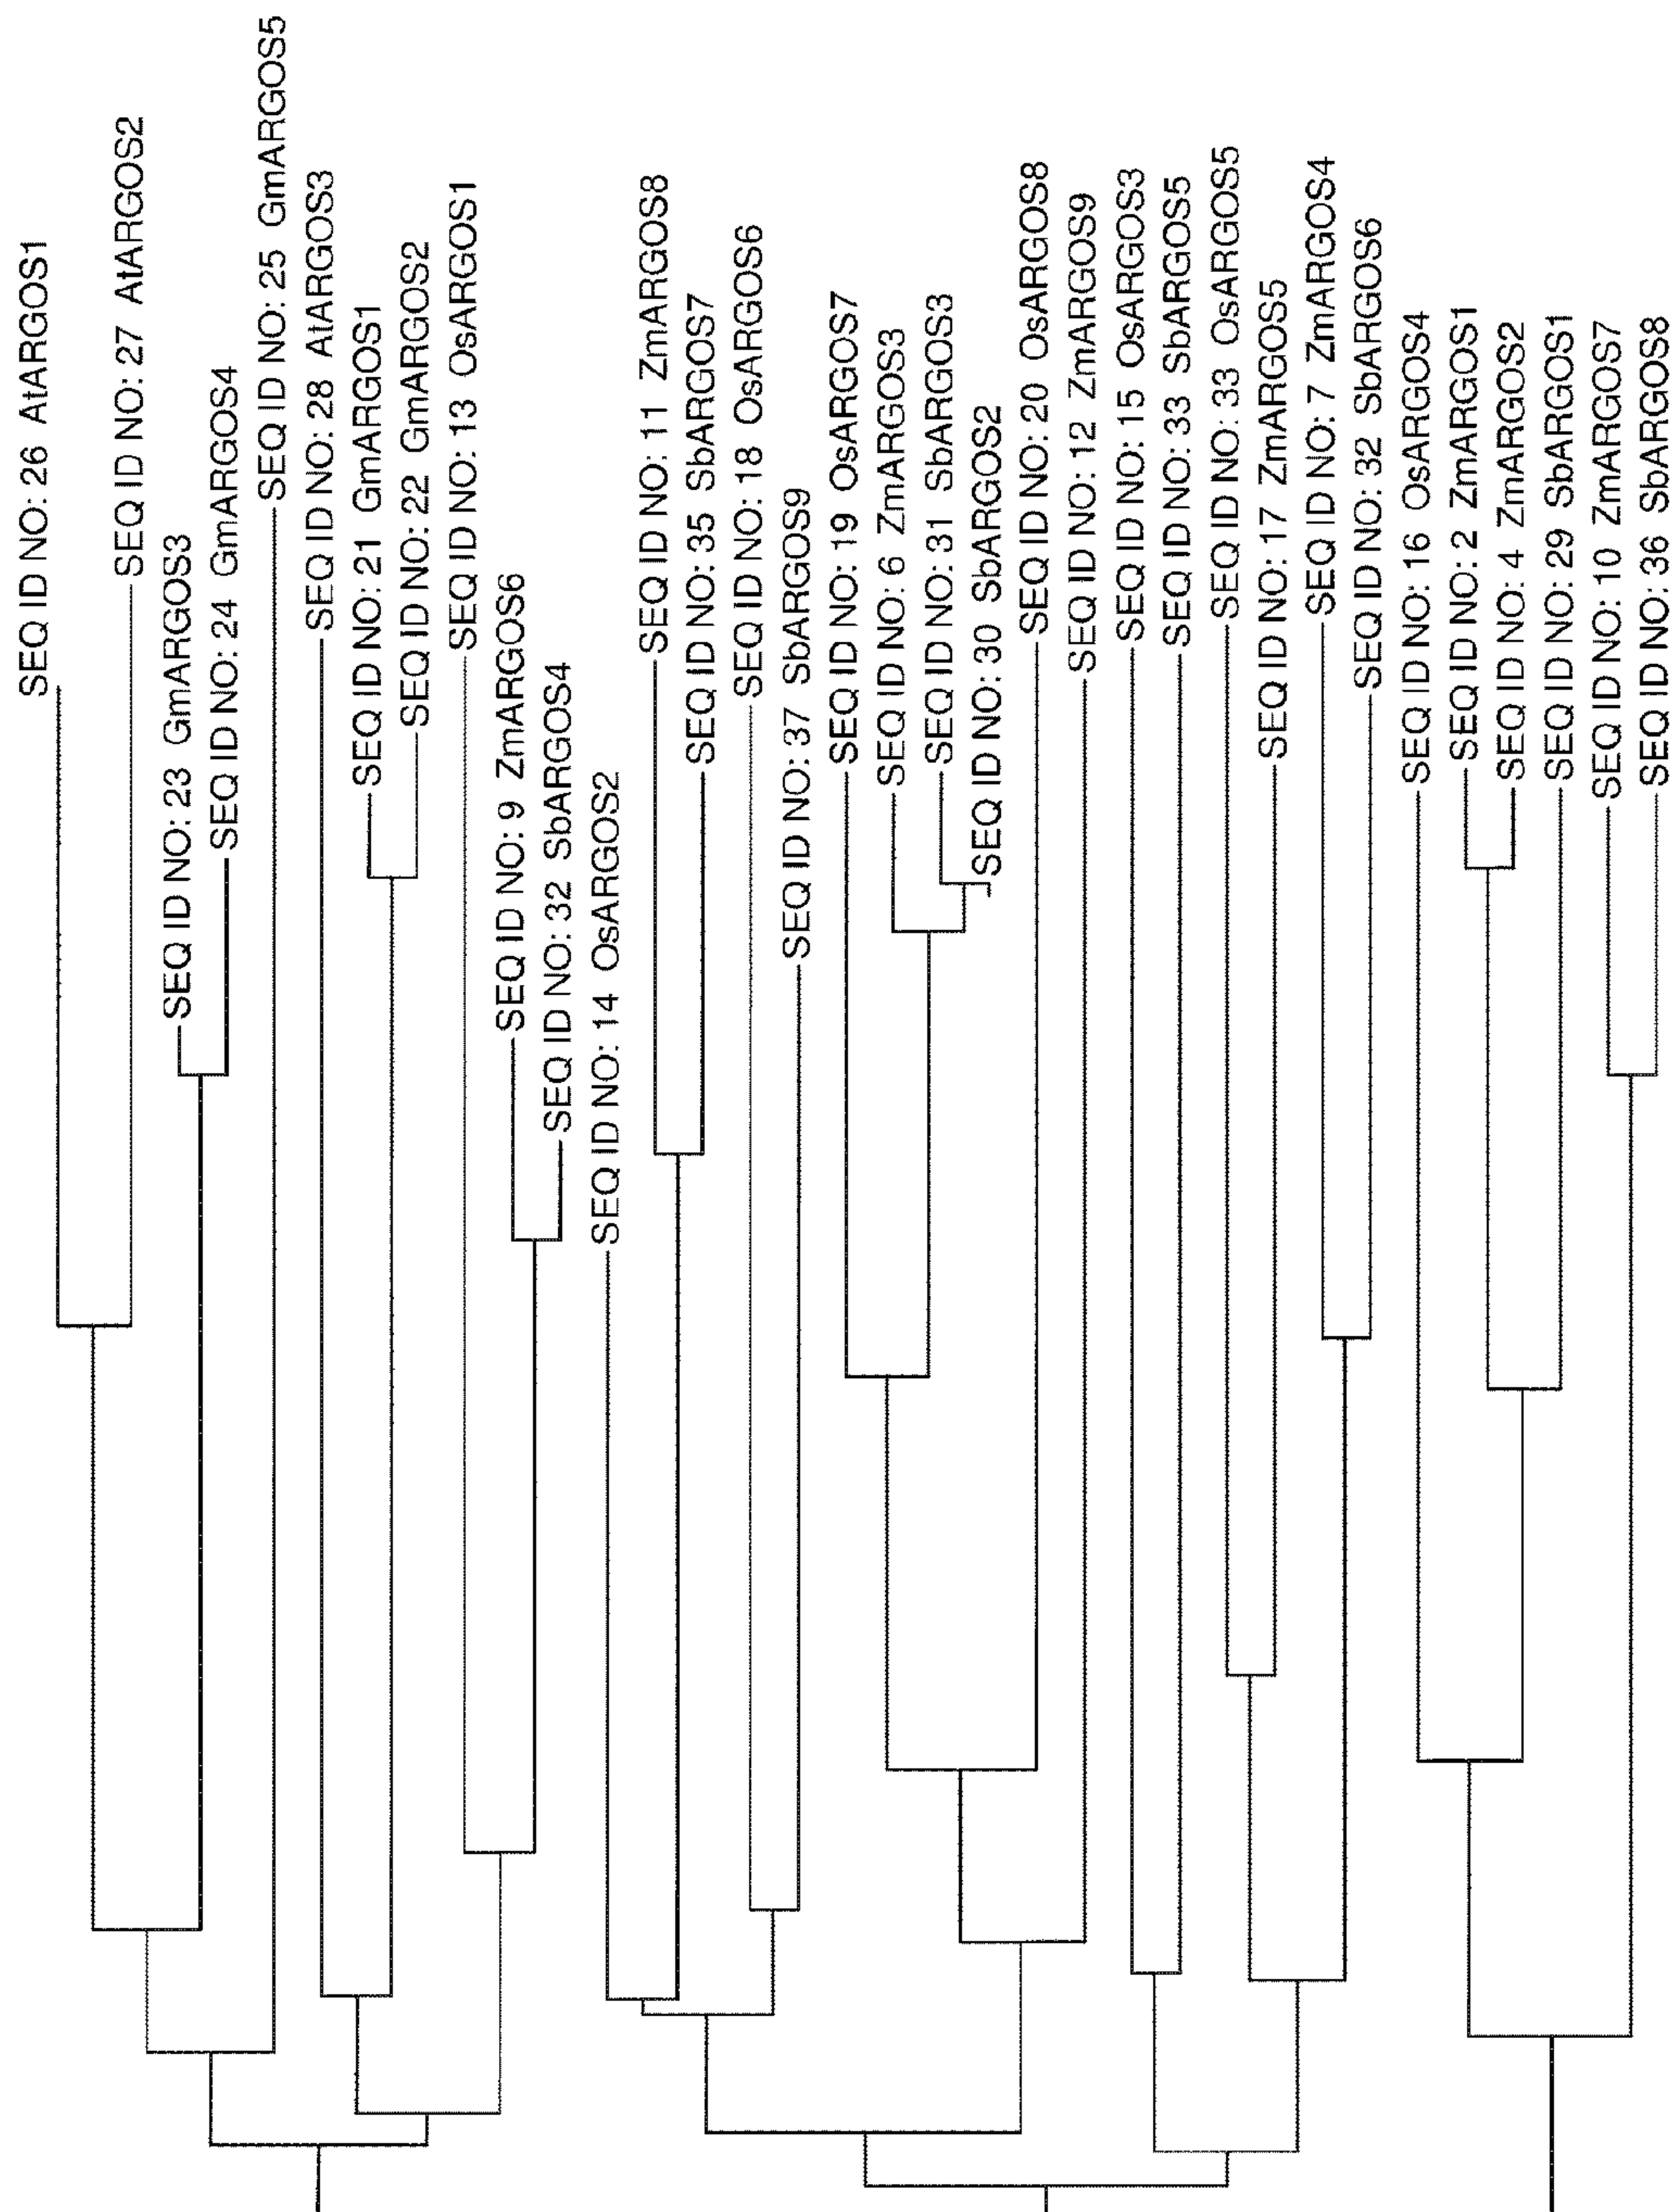 SEQ ID NO: 26 AtARGOS1
SEQ ID NO: 27 AtARGOS2
SEQ ID NO: 23 GmARGOS3
SEQ ID NO: 24 GmARGOS4
SEQ ID NO: 25 GmARGOS5
SEQ ID NO: 28 AtARGOS3
SEQ ID NO: 21 GmARGOS1
SEQ ID NO: 22 GmARGOS2
SEQ ID NO: 13 OsARGOS1
SEQ ID NO: 9 ZmARGOS6
SEQ ID NO: 32 SbARGOS4
SEQ ID NO: 14 OsARGOS2
SEQ ID NO: 11 ZmARGOS8
SEQ ID NO: 35 SbARGOS7
SEQ ID NO: 18 OsARGOS6
SEQ ID NO: 37 SbARGOS9
SEQ ID NO: 19 OsARGOS7
SEQ ID NO: 6 ZmARGOS3
SEQ ID NO: 31 SbARGOS3
SEQ ID NO: 30 SbARGOS2
SEQ ID NO: 20 OsARGOS8
SEQ ID NO: 12 ZmARGOS9
SEQ ID NO: 15 OsARGOS3
SEQ ID NO: 33 SbARGOS5
SEQ ID NO: 33 OsARGOS5
SEQ ID NO: 17 ZmARGOS5
SEQ ID NO: 7 ZmARGOS4
SEQ ID NO: 32 SbARGOS6
SEQ ID NO: 16 OsARGOS4
SEQ ID NO: 2 ZmARGOS1
SEQ ID NO: 4 ZmARGOS2
SEQ ID NO: 29 SbARGOS1
SEQ ID NO: 10 ZmARGOS7
SEQ ID NO: 36 SbARGOS8